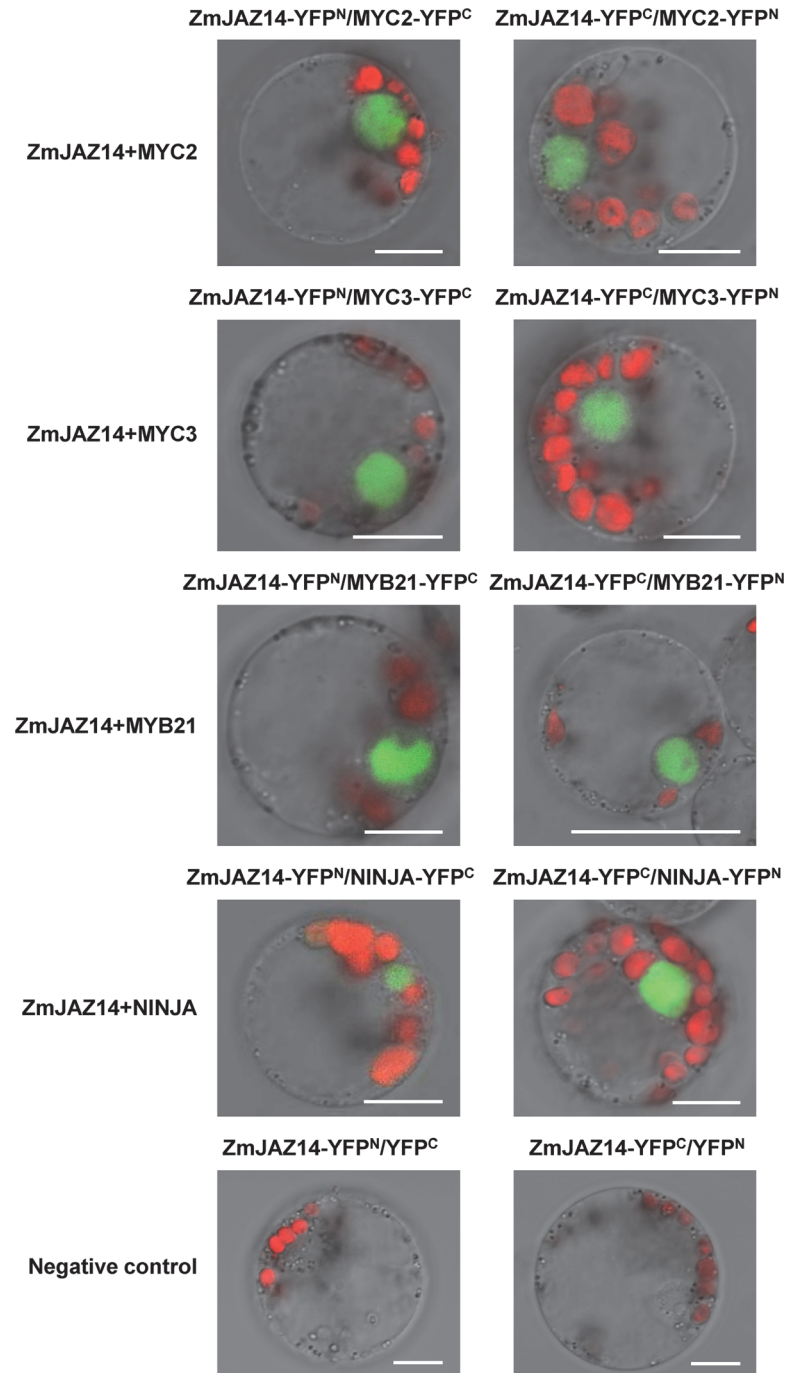 ZmJAZ14-YFPᴺ/MYC2-YFPᶜ ZmJAZ14-YFPᶜ/MYC2-YFPᴺ
ZmJAZ14+MYC2
ZmJAZ14-YFPᴺ/MYC3-YFPᶜ ZmJAZ14-YFPᶜ/MYC3-YFPᴺ
ZmJAZ14+MYC3
ZmJAZ14-YFPᴺ/MYB21-YFPᶜ ZmJAZ14-YFPᶜ/MYB21-YFPᴺ
ZmJAZ14+MYB21
ZmJAZ14-YFPᴺ/NINJA-YFPᶜ ZmJAZ14-YFPᶜ/NINJA-YFPᴺ
ZmJAZ14+NINJA
ZmJAZ14-YFPᴺ/YFPᶜ ZmJAZ14-YFPᶜ/YFPᴺ
Negative control